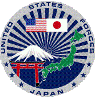 UNITED STATES FORCES
JAPAN